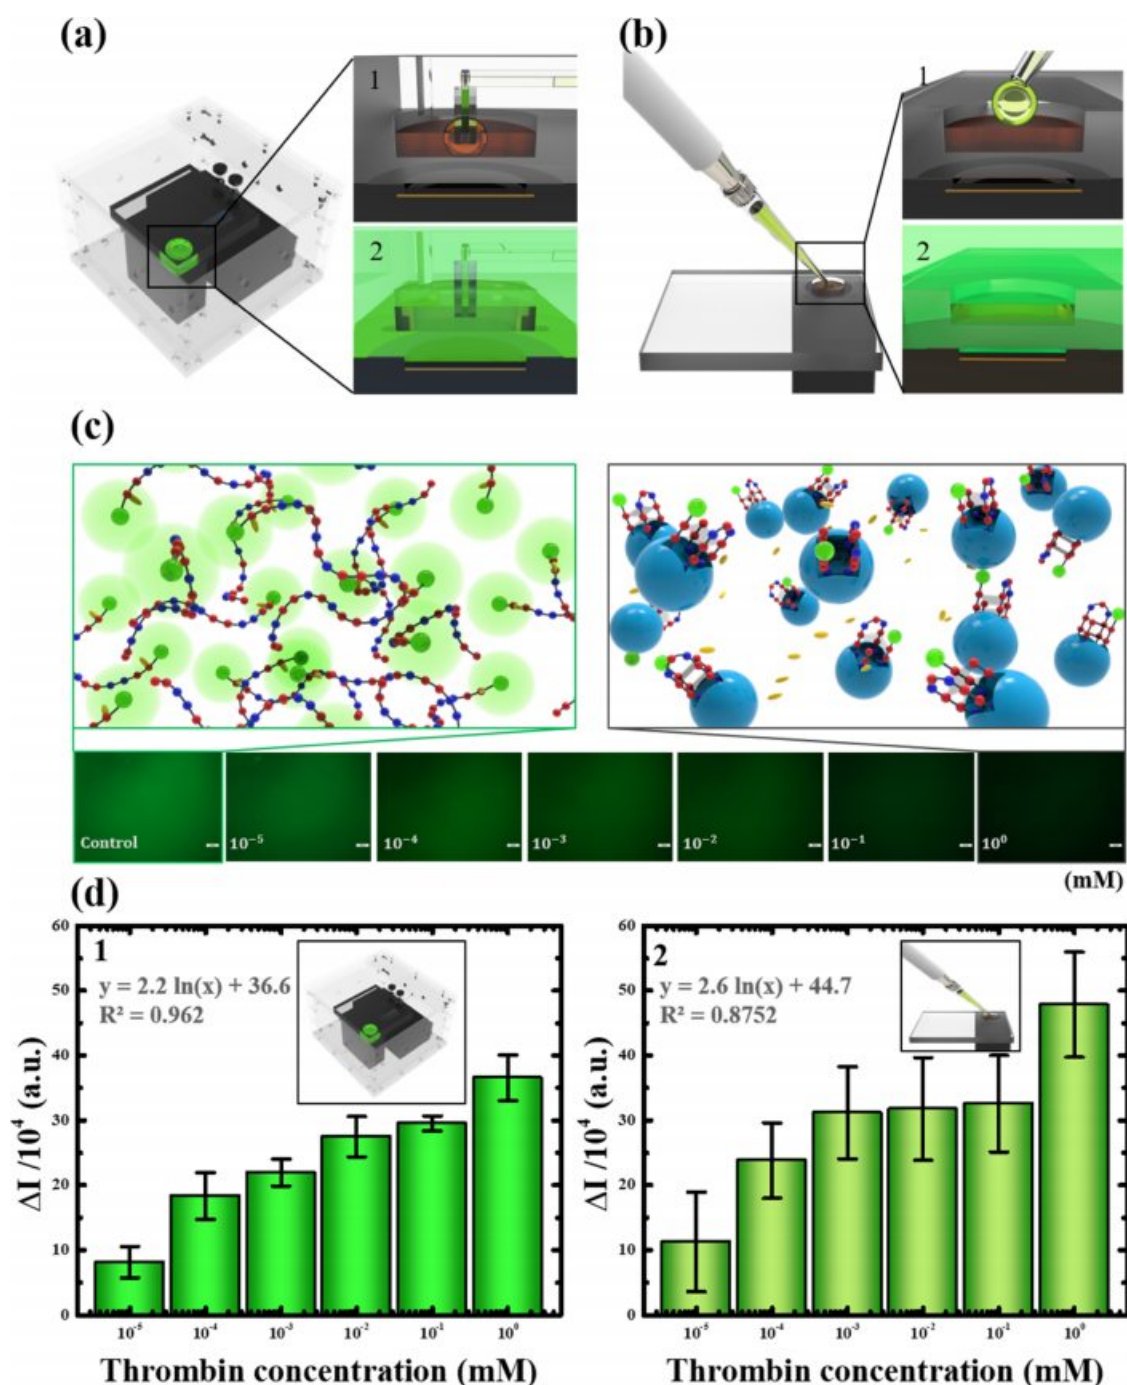 (a)
1
2
(b)
1
2
(c)
Control
10⁻⁵
10⁻⁴
10⁻³
10⁻²
10⁻¹
10⁰
(mM)
(d)
1
y = 2.2 ln(x) + 36.6
R² = 0.962
ΔI /10⁴ (a.u.)
60
50
40
30
20
10
0
10⁻⁵
10⁻⁴
10⁻³
10⁻²
10⁻¹
10⁰
Thrombin concentration (mM)
2
y = 2.6 ln(x) + 44.7
R² = 0.8752
ΔI /10⁴ (a.u.)
60
50
40
30
20
10
0
10⁻⁵
10⁻⁴
10⁻³
10⁻²
10⁻¹
10⁰
Thrombin concentration (mM)